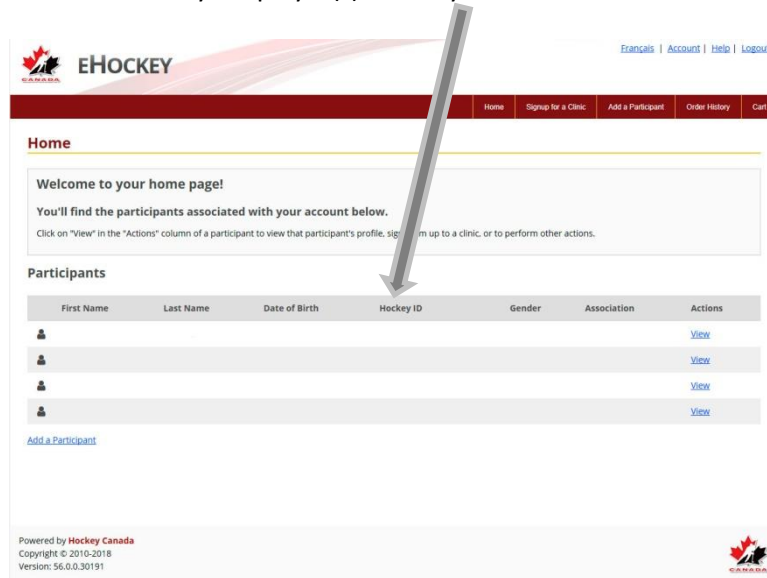 Français | Account | Help | Logout
CANADA
EHOCKEY
Home Signup for a Clinic Add a Participant Order History Cart
Home
Welcome to your home page!
You'll find the participants associated with your account below.
Click on "View" in the "Actions" column of a participant to view that participant's profile, sign up to a clinic, or to perform other actions.
Participants
First Name Last Name Date of Birth Hockey ID Gender Association Actions
View
View
View
View
Add a Participant
Powered by Hockey Canada
Copyright © 2010-2018
Version: 56.0.0.30191
CANADA